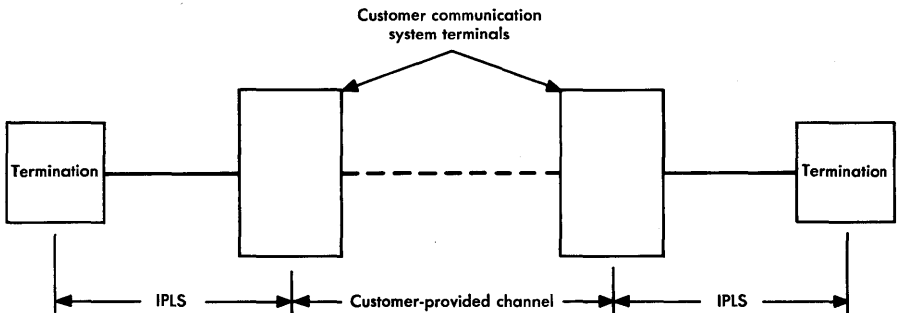 Customer communication
system terminals
Termination
Termination
IPLS
Customer-provided channel
IPLS